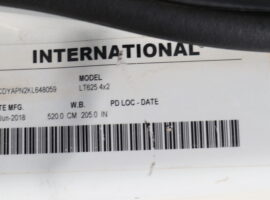 INTERNATIONAL
MODEL
CDYAPN2KL648059 LT625 4x2
TE MFG. W.B. PD LOC - DATE
Jun-2018 520.0 CM 205.0 IN